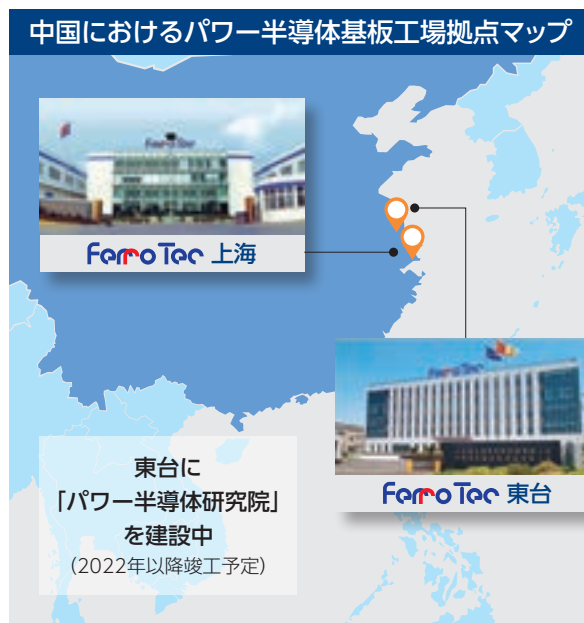 中国におけるパワー半導体基板工場拠点マップ
FerroTec
FerroTec 上海
FerroTec
FerroTec 東台
東台に
「パワー半導体研究院」
を建設中
(2022年以降竣工予定)